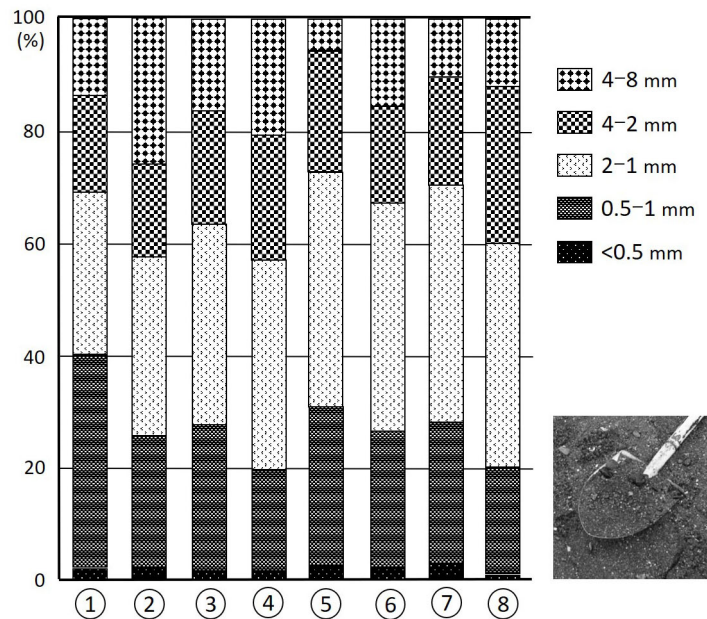 100
(%)
80
60
40
20
0
① ② ③ ④ ⑤ ⑥ ⑦ ⑧
4–8 mm
4–2 mm
2–1 mm
0.5–1 mm
<0.5 mm